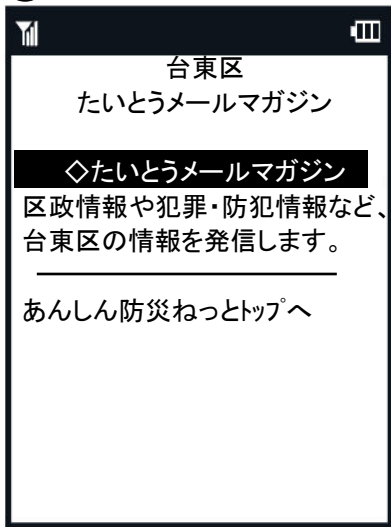 台東区
たいとうメールマガジン
◇たいとうメールマガジン
区政情報や犯罪・防犯情報など、
台東区の情報を発信します。
あんしん防災ねっとﾄｯﾌﾟへ